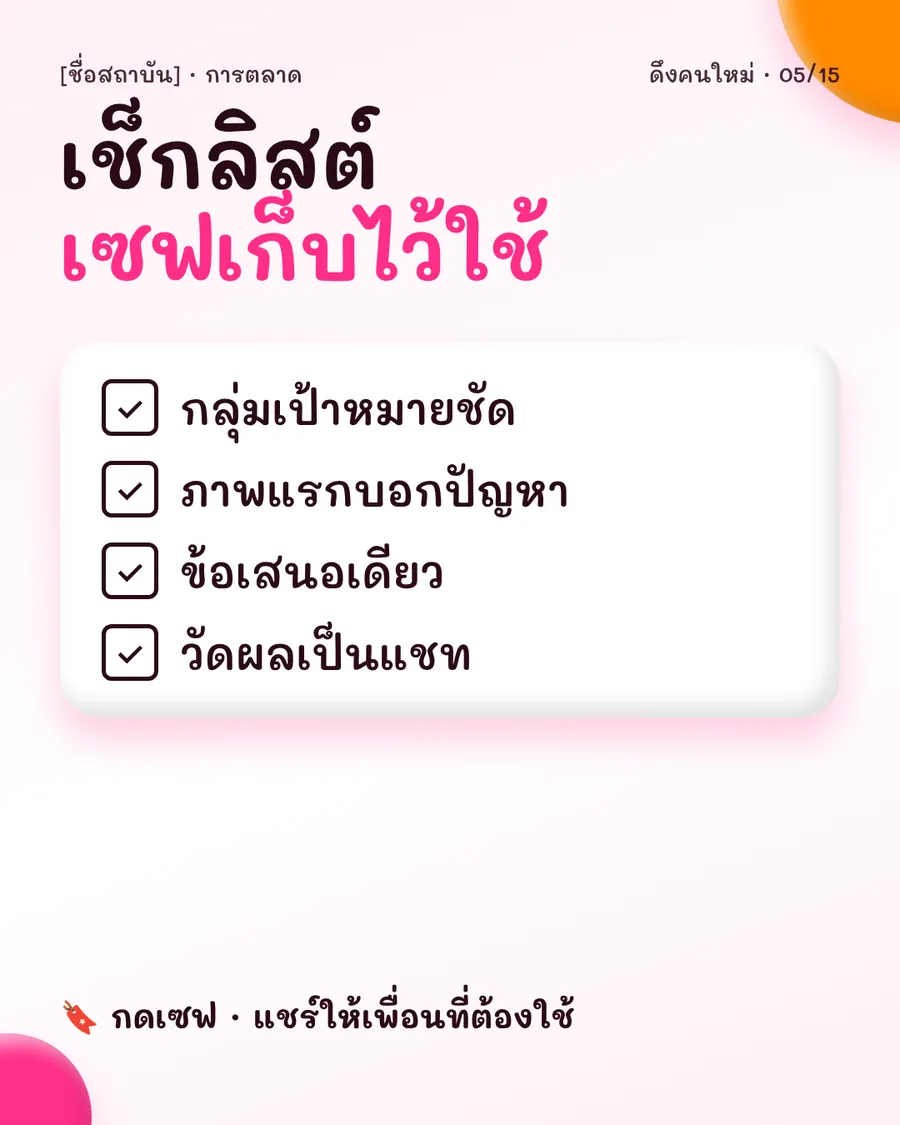 [ชื่อสถาบัน] · การตลาด
ดึงคนใหม่ · 05/15
เช็กลิสต์
เซฟเก็บไว้ใช้
กลุ่มเป้าหมายชัด
ภาพแรกบอกปัญหา
ข้อเสนอเดียว
วัดผลเป็นแชท
กดเซฟ · แชร์ให้เพื่อนที่ต้องใช้